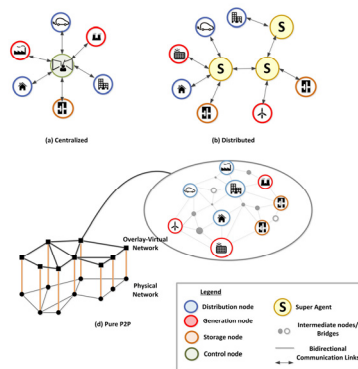 S
S
S
(a) Centralized
(b) Distributed
Overlay-Virtual
Network
Physical
Network
(d) Pure P2P
Legend
Distribution node
Generation node
Storage node
Control node
S
Super Agent
Intermediate nodes/
Bridges
Bidirectional
Communication Links